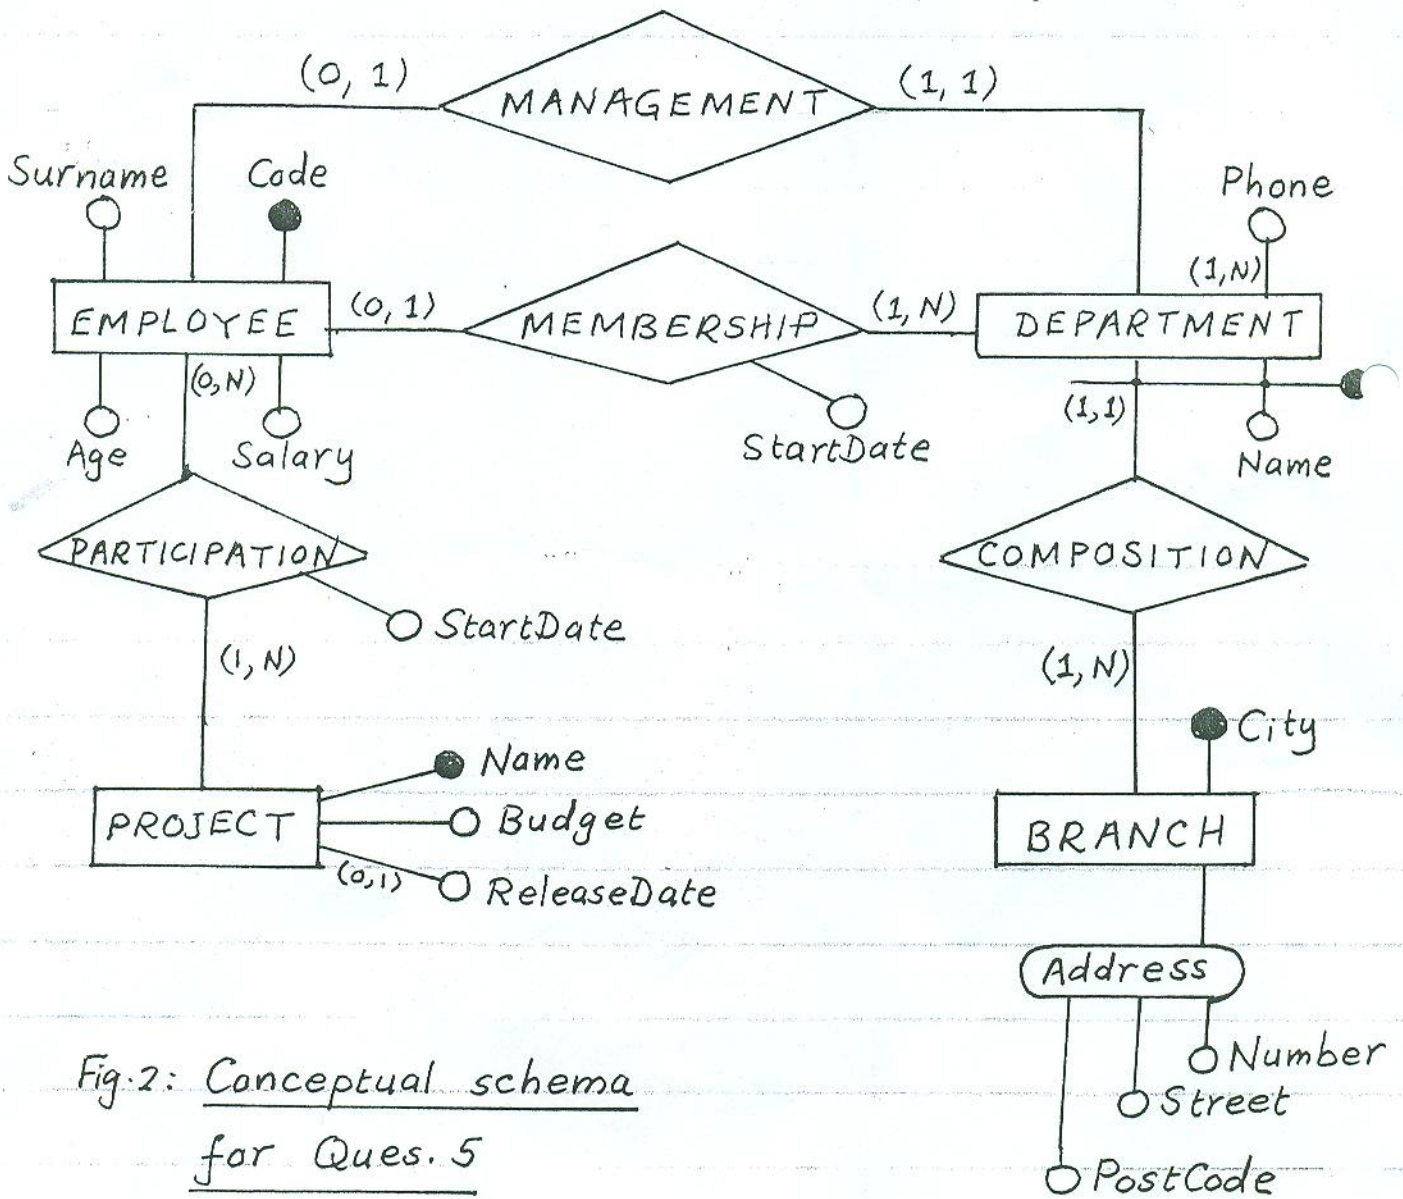 (0, 1)
MANAGEMENT
(1, 1)
Surname
Code
Phone
(1,N)
EMPLOYEE
(0, 1)
MEMBERSHIP
(1, N)
DEPARTMENT
(0,N)
(1,1)
Age
Salary
StartDate
Name
PARTICIPATION
COMPOSITION
StartDate
(1, N)
(1, N)
City
Name
PROJECT
Budget
BRANCH
(0,1)
ReleaseDate
Address
Number
Street
PostCode
Fig.2: Conceptual schema
for Ques. 5